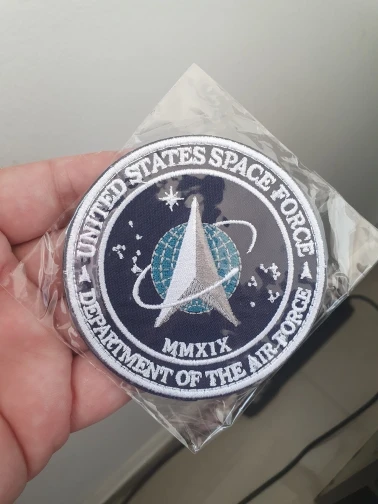 UNITED STATES SPACE FORCE
MMXIX
DEPARTMENT OF THE AIR FORCE